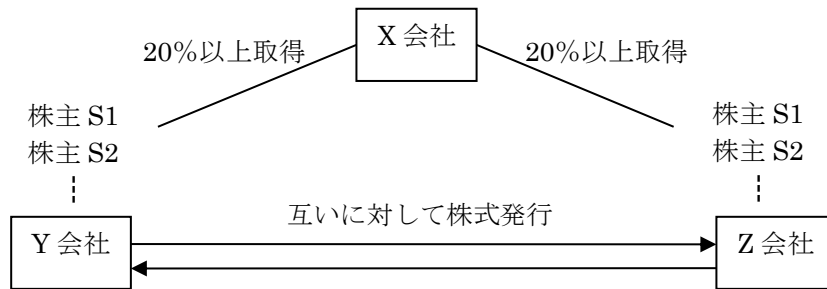 X 会社
20%以上取得
20%以上取得
株主 S1
株主 S2
株主 S1
株主 S2
互いに対して株式発行
Y 会社
Z 会社